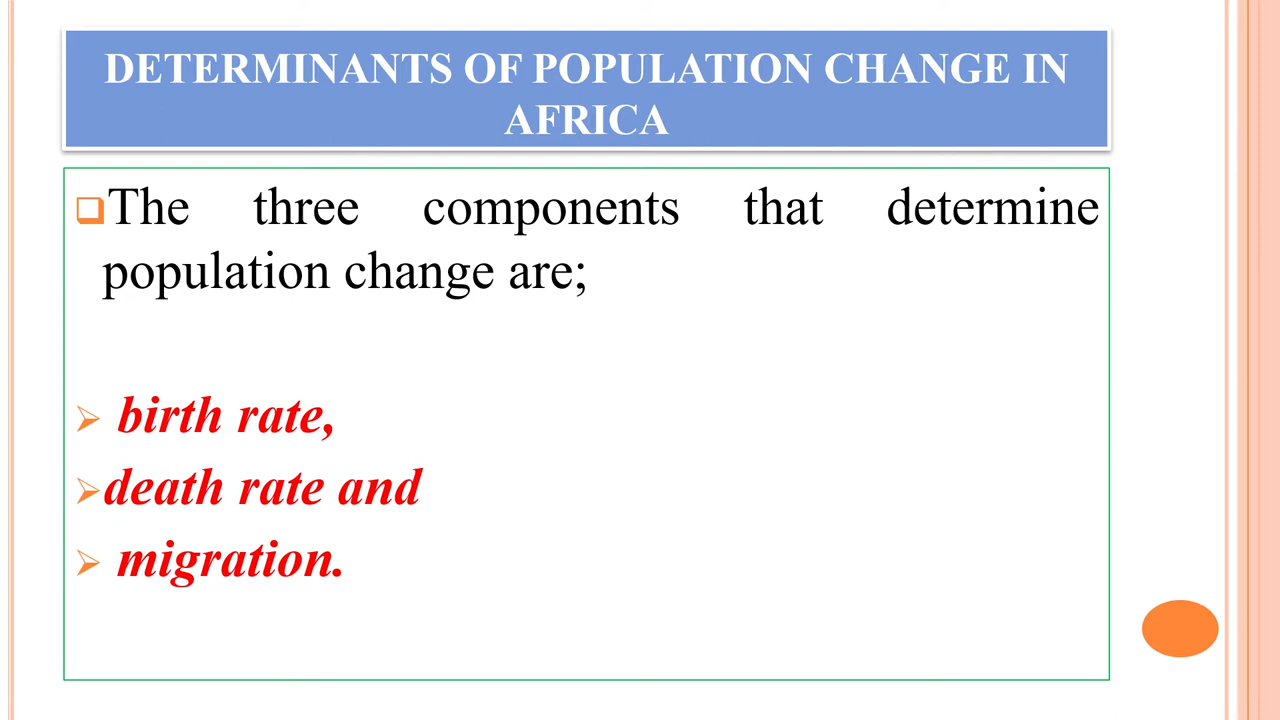 DETERMINANTS OF POPULATION CHANGE IN
AFRICA
The three components that determine
population change are;
birth rate,
death rate and
migration.